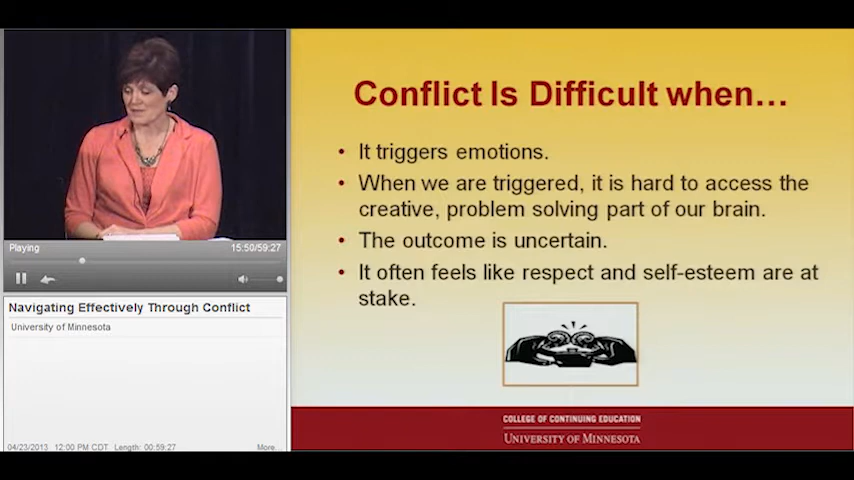 Conflict Is Difficult when...
• It triggers emotions.
• When we are triggered, it is hard to access the
creative, problem solving part of our brain.
• The outcome is uncertain.
• It often feels like respect and self-esteem are at
stake.
Playing 15:50/59:27
Navigating Effectively Through Conflict
University of Minnesota
04/23/2013 12:00 PM CDT Length: 00:59:27 More...
COLLEGE OF CONTINUING EDUCATION
UNIVERSITY OF MINNESOTA